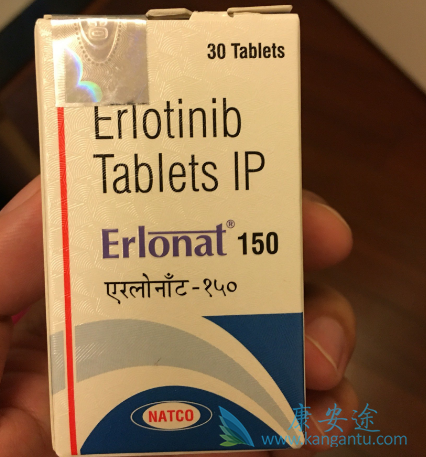 30 Tablets
Erlotinib
Tablets IP
Erlonat® 150
एरलोनाँट -१५०
NATCO
康安途
www.kangantu.com